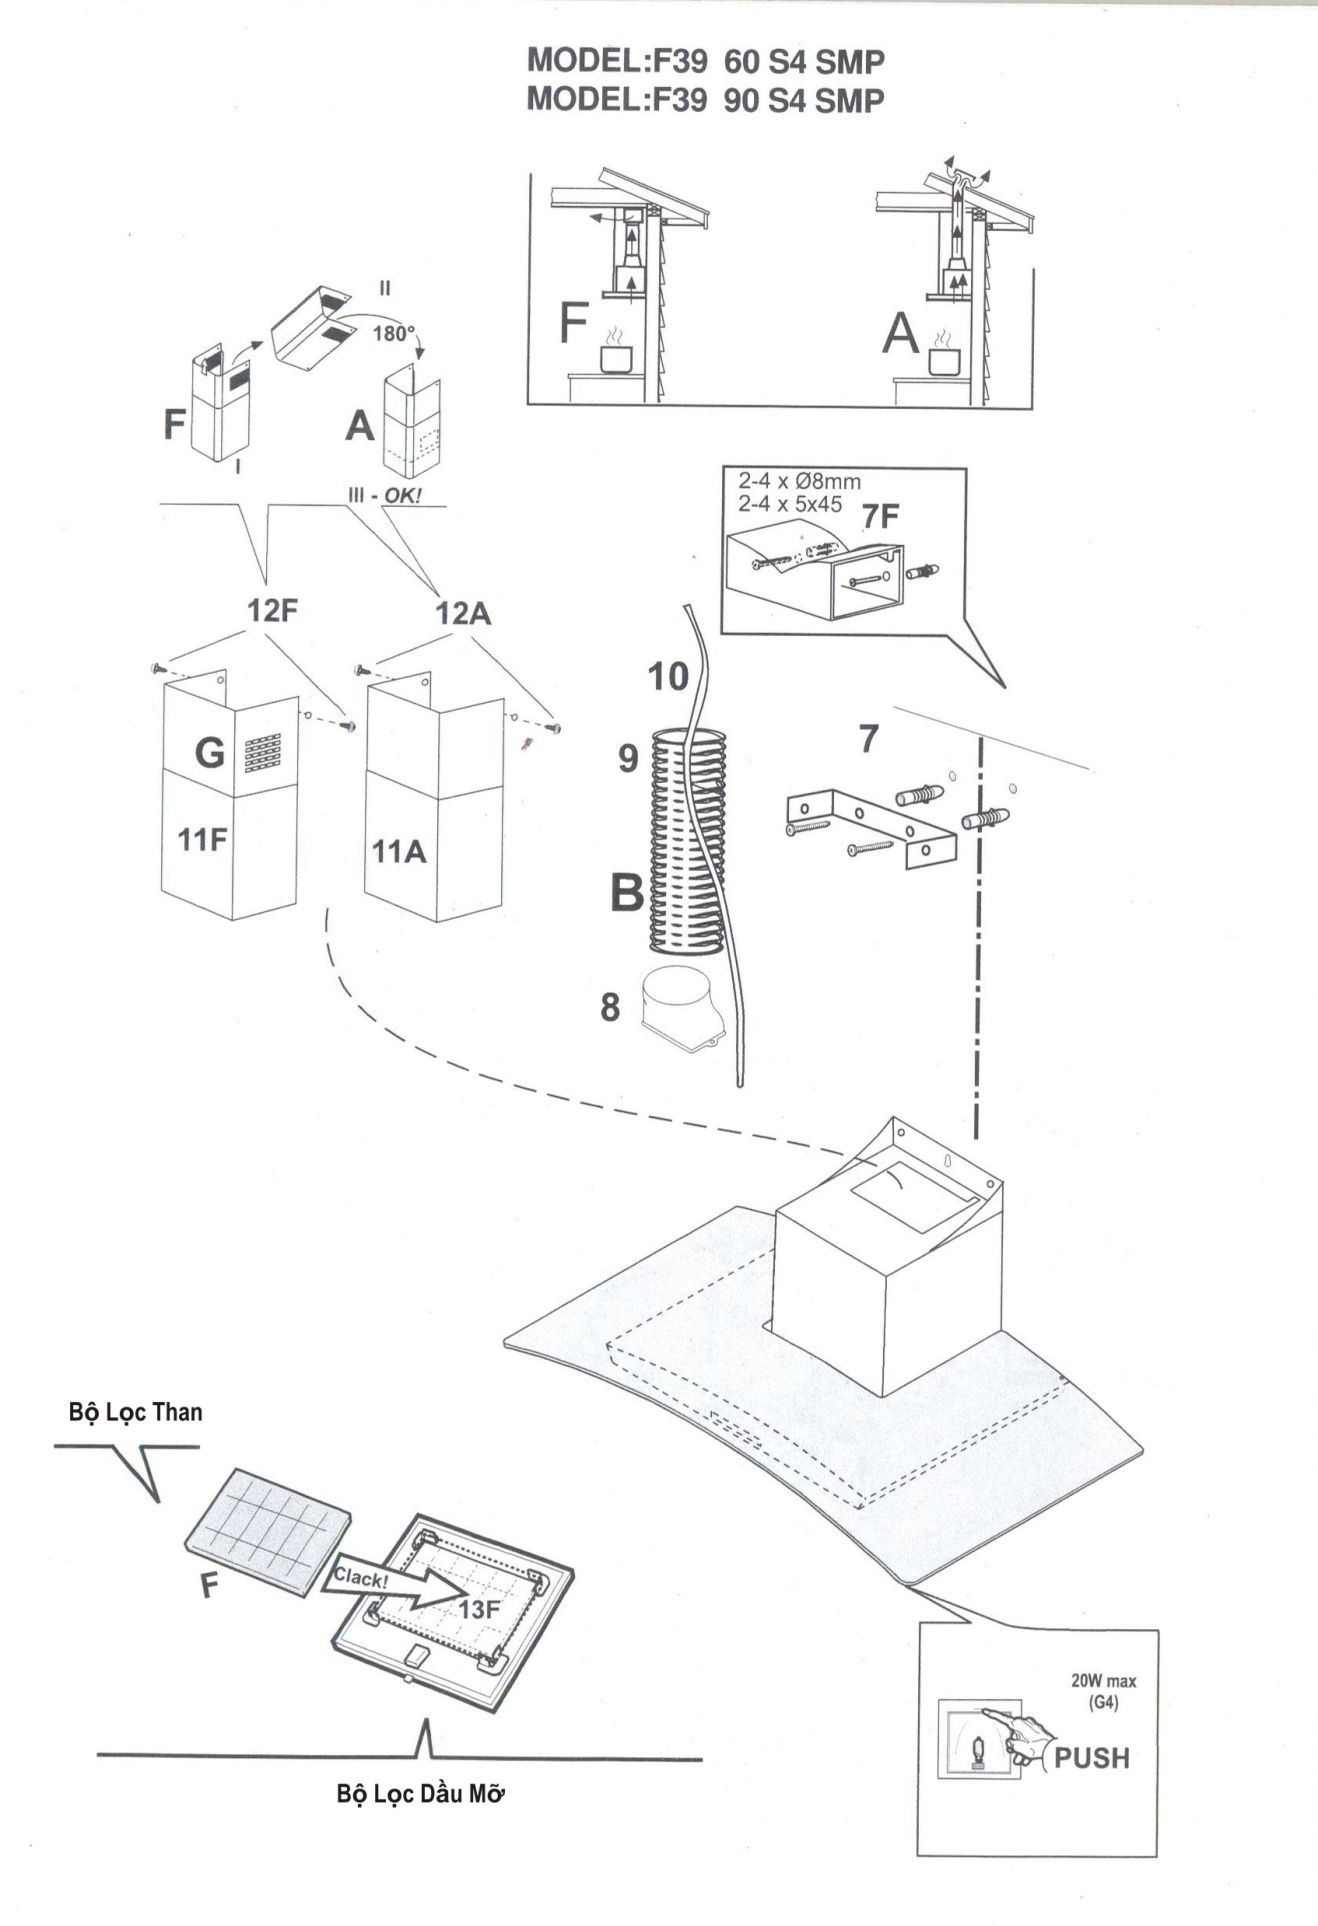 MODEL:F39 60 S4 SMP
MODEL:F39 90 S4 SMP
F
A
II
180°
F
A
I
III - OK!
2-4 x Ø8mm
2-4 x 5x45
7F
12F
12A
10
7
9
G
11F
11A
B
8
Bộ Lọc Than
F
Clack!
13F
20W max
(G4)
PUSH
Bộ Lọc Dầu Mỡ